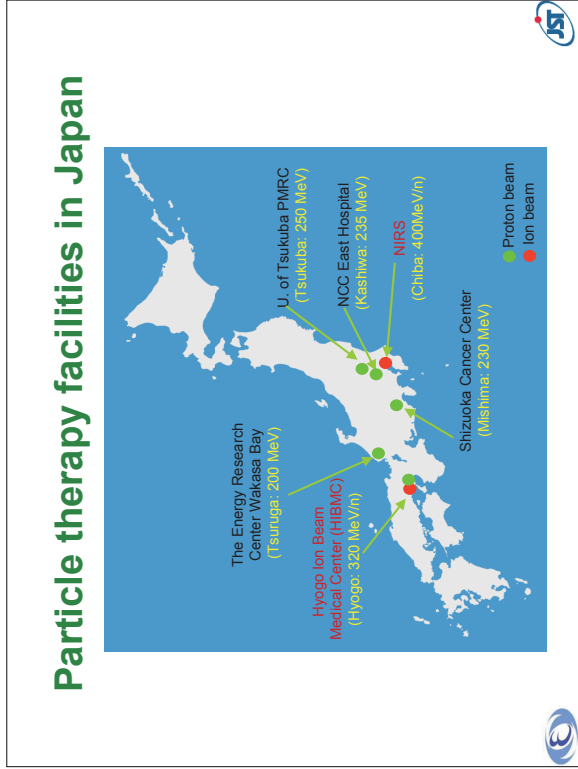 Particle therapy facilities in Japan
The Energy Research
Center Wakasa Bay
(Tsuruga: 200 MeV)
Hyogo Ion Beam
Medical Center (HIBMC)
(Hyogo: 320 MeV/n)
U. of Tsukuba PMRC
(Tsukuba: 250 MeV)
NCC East Hospital
(Kashiwa: 235 MeV)
NIRS
(Chiba: 400MeV/n)
Shizuoka Cancer Center
(Mishima: 230 MeV)
Proton beam
Ion beam
JST